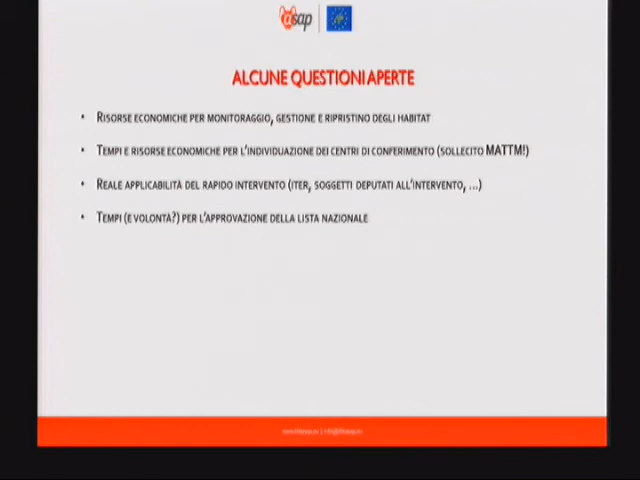 asap
ALCUNE QUESTIONI APERTE
• RISORSE ECONOMICHE PER MONITORAGGIO, GESTIONE E RIPRISTINO DEGLI HABITAT
• TEMPI E RISORSE ECONOMICHE PER L'INDIVIDUAZIONE DEI CENTRI DI CONFERIMENTO (SOLLECITO MATTM!)
• REALE APPLICABILITÀ DEL RAPIDO INTERVENTO (ITER, SOGGETTI DEPUTATI ALL'INTERVENTO, ...)
• TEMPI (E VOLONTÀ?) PER L'APPROVAZIONE DELLA LISTA NAZIONALE